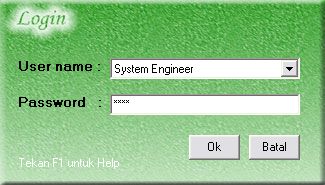 Login
User name : System Engineer
Password : ****
Ok Batal
Tekan F1 untuk Help